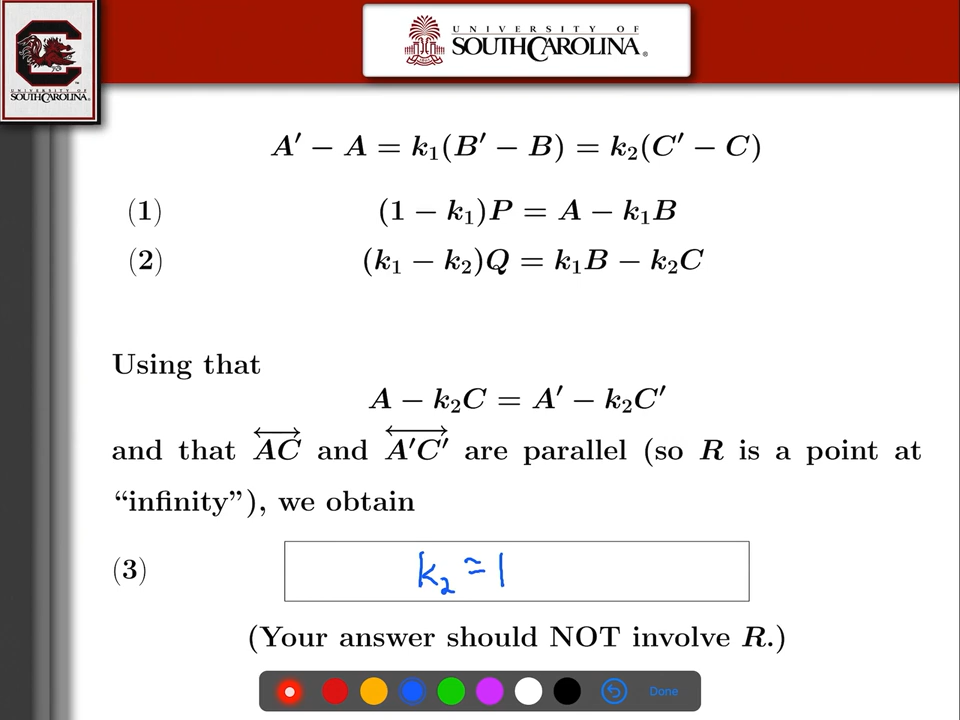 C
UNIVERSITY OF
SOUTH CAROLINA.
UNIVERSITY OF
SOUTH CAROLINA.
A′ − A = k₁(B′ − B) = k₂(C′ − C)
(1) (1 − k₁)P = A − k₁B
(2) (k₁ − k₂)Q = k₁B − k₂C
Using that
A − k₂C = A′ − k₂C′
and that AC and A′C′ are parallel (so R is a point at
“infinity”), we obtain
(3) k₂ = 1
(Your answer should NOT involve R.)
Done